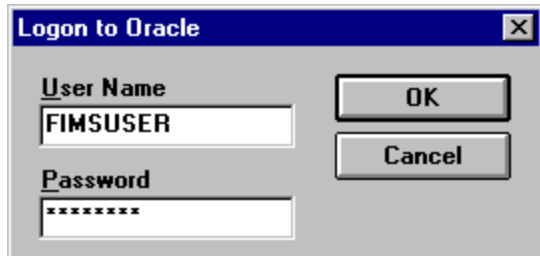 Logon to Oracle
User Name
FIMSUSER
OK
Cancel
Password
********